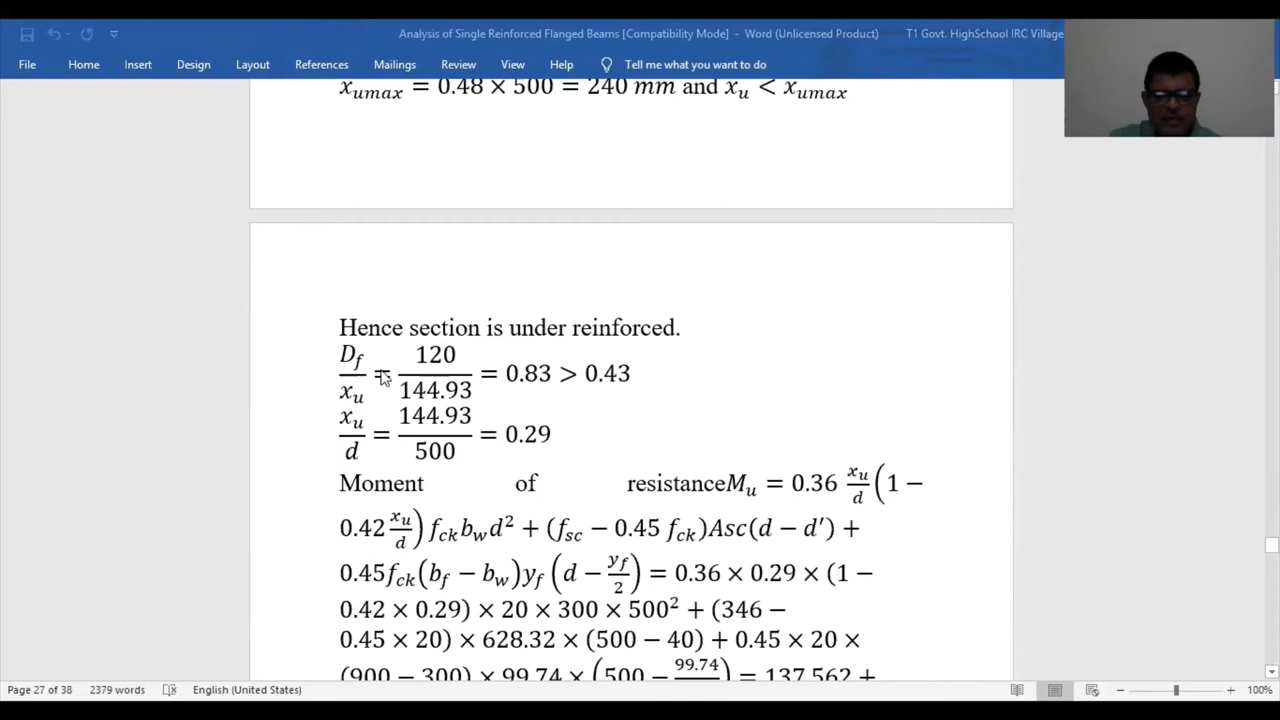 Analysis of Single Reinforced Flanged Beams [Compatibility Mode] - Word (Unlicensed Product) T1 Govt. HighSchool IRC Village
File Home Insert Design Layout References Mailings Review View Help Tell me what you want to do
x_umax = 0.48 × 500 = 240 mm and x_u < x_umax
Hence section is under reinforced.
D_f/x_u = 120/144.93 = 0.83 > 0.43
x_u/d = 144.93/500 = 0.29
Moment of resistance M_u = 0.36 x_u/d (1 −
0.42 x_u/d) f_ck b_w d² + (f_sc − 0.45 f_ck)Asc(d − d′) +
0.45f_ck(b_f − b_w)y_f (d − y_f/2) = 0.36 × 0.29 × (1 −
0.42 × 0.29) × 20 × 300 × 500² + (346 −
0.45 × 20) × 628.32 × (500 − 40) + 0.45 × 20 ×
(900 − 300) × 99.74 × (500 − 99.74/ ) = 137.562 +
Page 27 of 38 2379 words English (United States) 100%